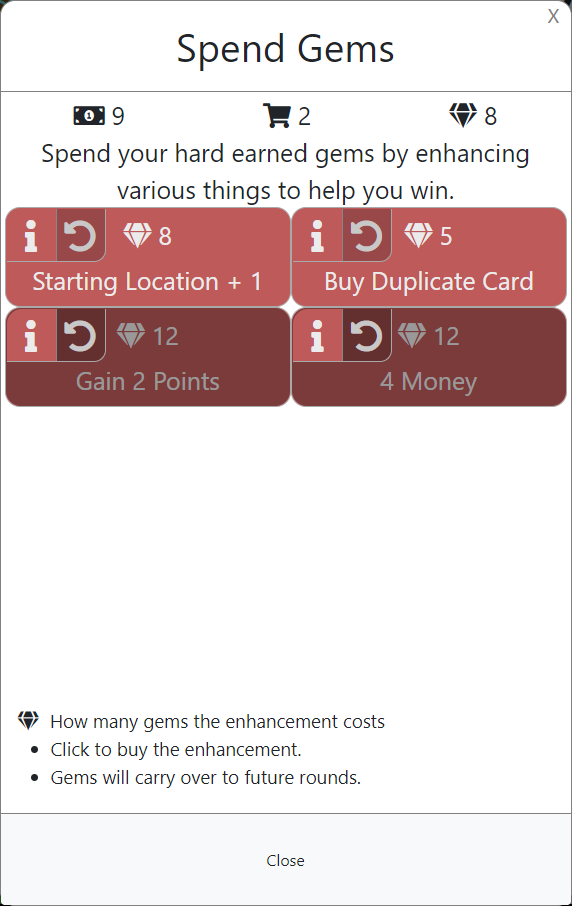 X
Spend Gems
9 2 8
Spend your hard earned gems by enhancing
various things to help you win.
8 5
Starting Location + 1 Buy Duplicate Card
12 12
Gain 2 Points 4 Money
How many gems the enhancement costs
• Click to buy the enhancement.
• Gems will carry over to future rounds.
Close